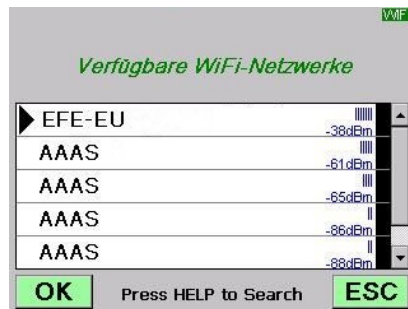 WIF
Verfügbare WiFi-Netzwerke
EFE-EU -38dBm
AAAS -61dBm
AAAS -65dBm
AAAS -86dBm
AAAS -88dBm
OK Press HELP to Search ESC